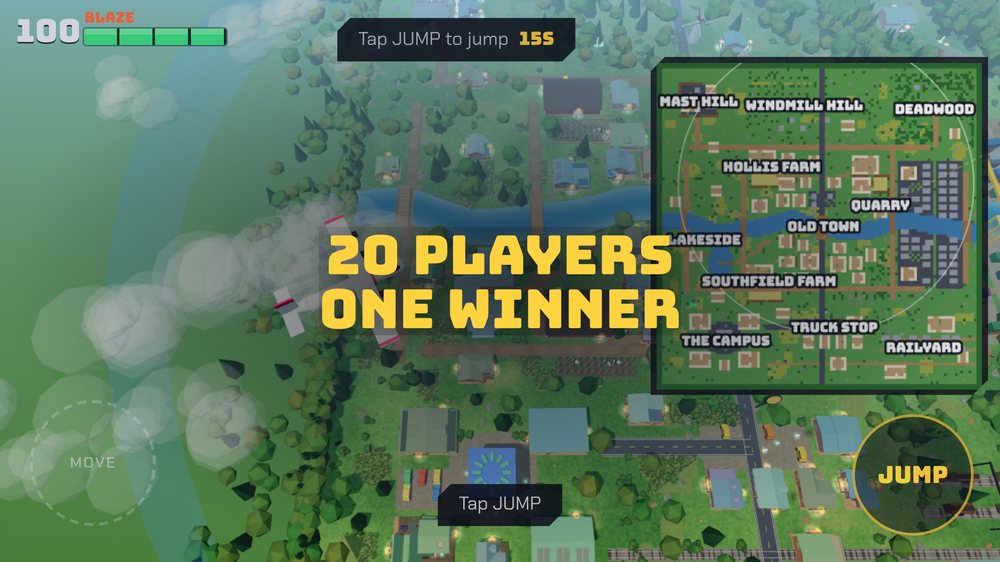 100
BLAZE
Tap JUMP to jump 15S
MAST HILL
WINDMILL HILL
DEADWOOD
HOLLIS FARM
QUARRY
OLD TOWN
LAKESIDE
SOUTHFIELD FARM
TRUCK STOP
THE CAMPUS
RAILYARD
20 PLAYERS
ONE WINNER
MOVE
JUMP
Tap JUMP